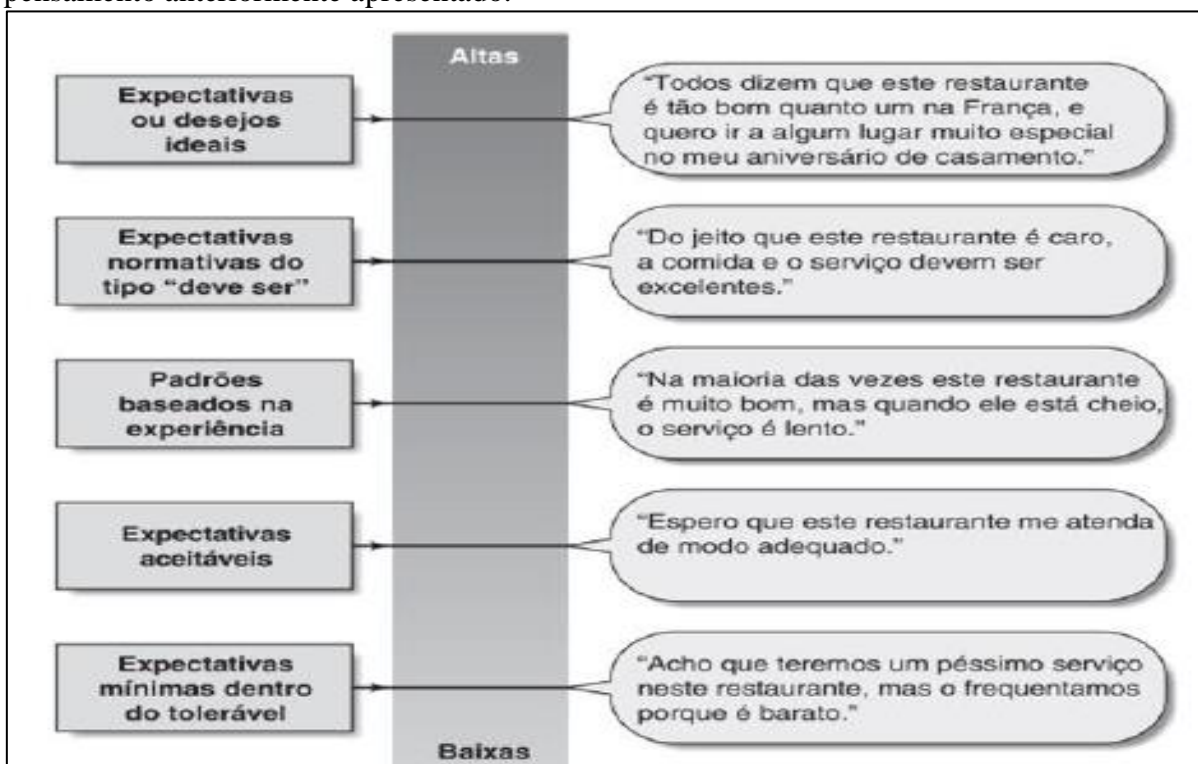 pensamento anteriormente apresentado.
Altas
Expectativas
ou desejos
ideais
“Todos dizem que este restaurante
é tão bom quanto um na França, e
quero ir a algum lugar muito especial
no meu aniversário de casamento.”
Expectativas
normativas do
tipo “deve ser”
“Do jeito que este restaurante é caro,
a comida e o serviço devem ser
excelentes.”
Padrões
baseados na
experiência
“Na maioria das vezes este restaurante
é muito bom, mas quando ele está cheio,
o serviço é lento.”
Expectativas
aceitáveis
“Espero que este restaurante me atenda
de modo adequado.”
Expectativas
mínimas dentro
do tolerável
“Acho que teremos um péssimo serviço
neste restaurante, mas o frequentamos
porque é barato.”
Baixas